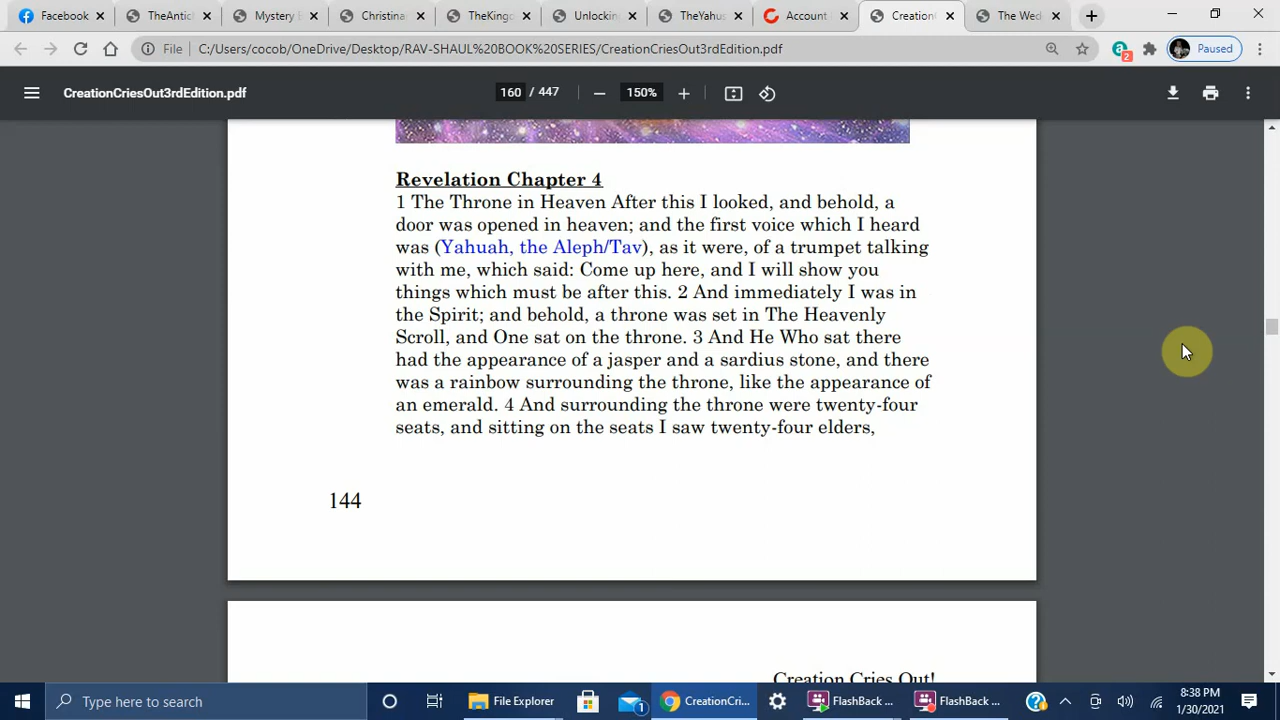 Facebook
TheAntic
Mystery
Christina
TheKing
Unlockin
TheYahus
Account
Creation
The Wed
File
C:/Users/cocob/OneDrive/Desktop/RAV-SHAUL%20BOOK%20SERIES/CreationCriesOut3rdEdition.pdf
2
Paused
CreationCriesOut3rdEdition.pdf
160 / 447
150%
Revelation Chapter 4
1 The Throne in Heaven After this I looked, and behold, a
door was opened in heaven; and the first voice which I heard
was (Yahuah, the Aleph/Tav), as it were, of a trumpet talking
with me, which said: Come up here, and I will show you
things which must be after this. 2 And immediately I was in
the Spirit; and behold, a throne was set in The Heavenly
Scroll, and One sat on the throne. 3 And He Who sat there
had the appearance of a jasper and a sardius stone, and there
was a rainbow surrounding the throne, like the appearance of
an emerald. 4 And surrounding the throne were twenty-four
seats, and sitting on the seats I saw twenty-four elders,
144
Creation Cries Out!
Type here to search
File Explorer
1
CreationCri...
FlashBack ...
FlashBack ...
8:38 PM
1/30/2021